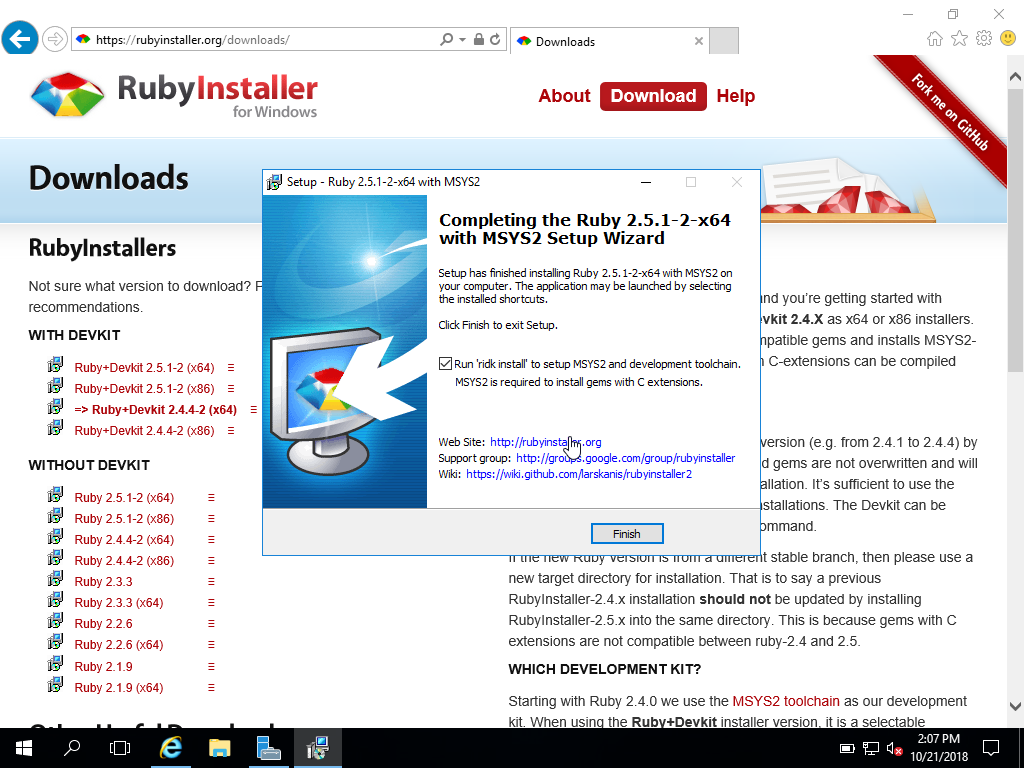 https://rubyinstaller.org/downloads/
Downloads
RubyInstaller
for Windows
About
Download
Help
Fork me on GitHub
Downloads
RubyInstallers
Not sure what version to download?
recommendations.
WITH DEVKIT
Ruby+Devkit 2.5.1-2 (x64)
Ruby+Devkit 2.5.1-2 (x86)
=> Ruby+Devkit 2.4.4-2 (x64)
Ruby+Devkit 2.4.4-2 (x86)
WITHOUT DEVKIT
Ruby 2.5.1-2 (x64)
Ruby 2.5.1-2 (x86)
Ruby 2.4.4-2 (x64)
Ruby 2.4.4-2 (x86)
Ruby 2.3.3
Ruby 2.3.3 (x64)
Ruby 2.2.6
Ruby 2.2.6 (x64)
Ruby 2.1.9
Ruby 2.1.9 (x64)
Setup - Ruby 2.5.1-2-x64 with MSYS2
Completing the Ruby 2.5.1-2-x64
with MSYS2 Setup Wizard
Setup has finished installing Ruby 2.5.1-2-x64 with MSYS2 on
your computer. The application may be launched by selecting
the installed shortcuts.
Click Finish to exit Setup.
Run 'ridk install' to setup MSYS2 and development toolchain.
MSYS2 is required to install gems with C extensions.
Web Site: http://rubyinstaller.org
Support group: http://groups.google.com/group/rubyinstaller
Wiki: https://wiki.github.com/larskanis/rubyinstaller2
Finish
and you're getting started with
2.4.X as x64 or x86 installers.
gems and installs MSYS2-
C-extensions can be compiled
version (e.g. from 2.4.1 to 2.4.4) by
gems are not overwritten and will
It's sufficient to use the
The Devkit can be
If the new Ruby version is from a different stable branch, then please use a
new target directory for installation. That is to say a previous
RubyInstaller-2.4.x installation should not be updated by installing
RubyInstaller-2.5.x into the same directory. This is because gems with C
extensions are not compatible between ruby-2.4 and 2.5.
WHICH DEVELOPMENT KIT?
Starting with Ruby 2.4.0 we use the MSYS2 toolchain as our development
kit. When using the Ruby+Devkit installer version, it is a selectable
2:07 PM
10/21/2018